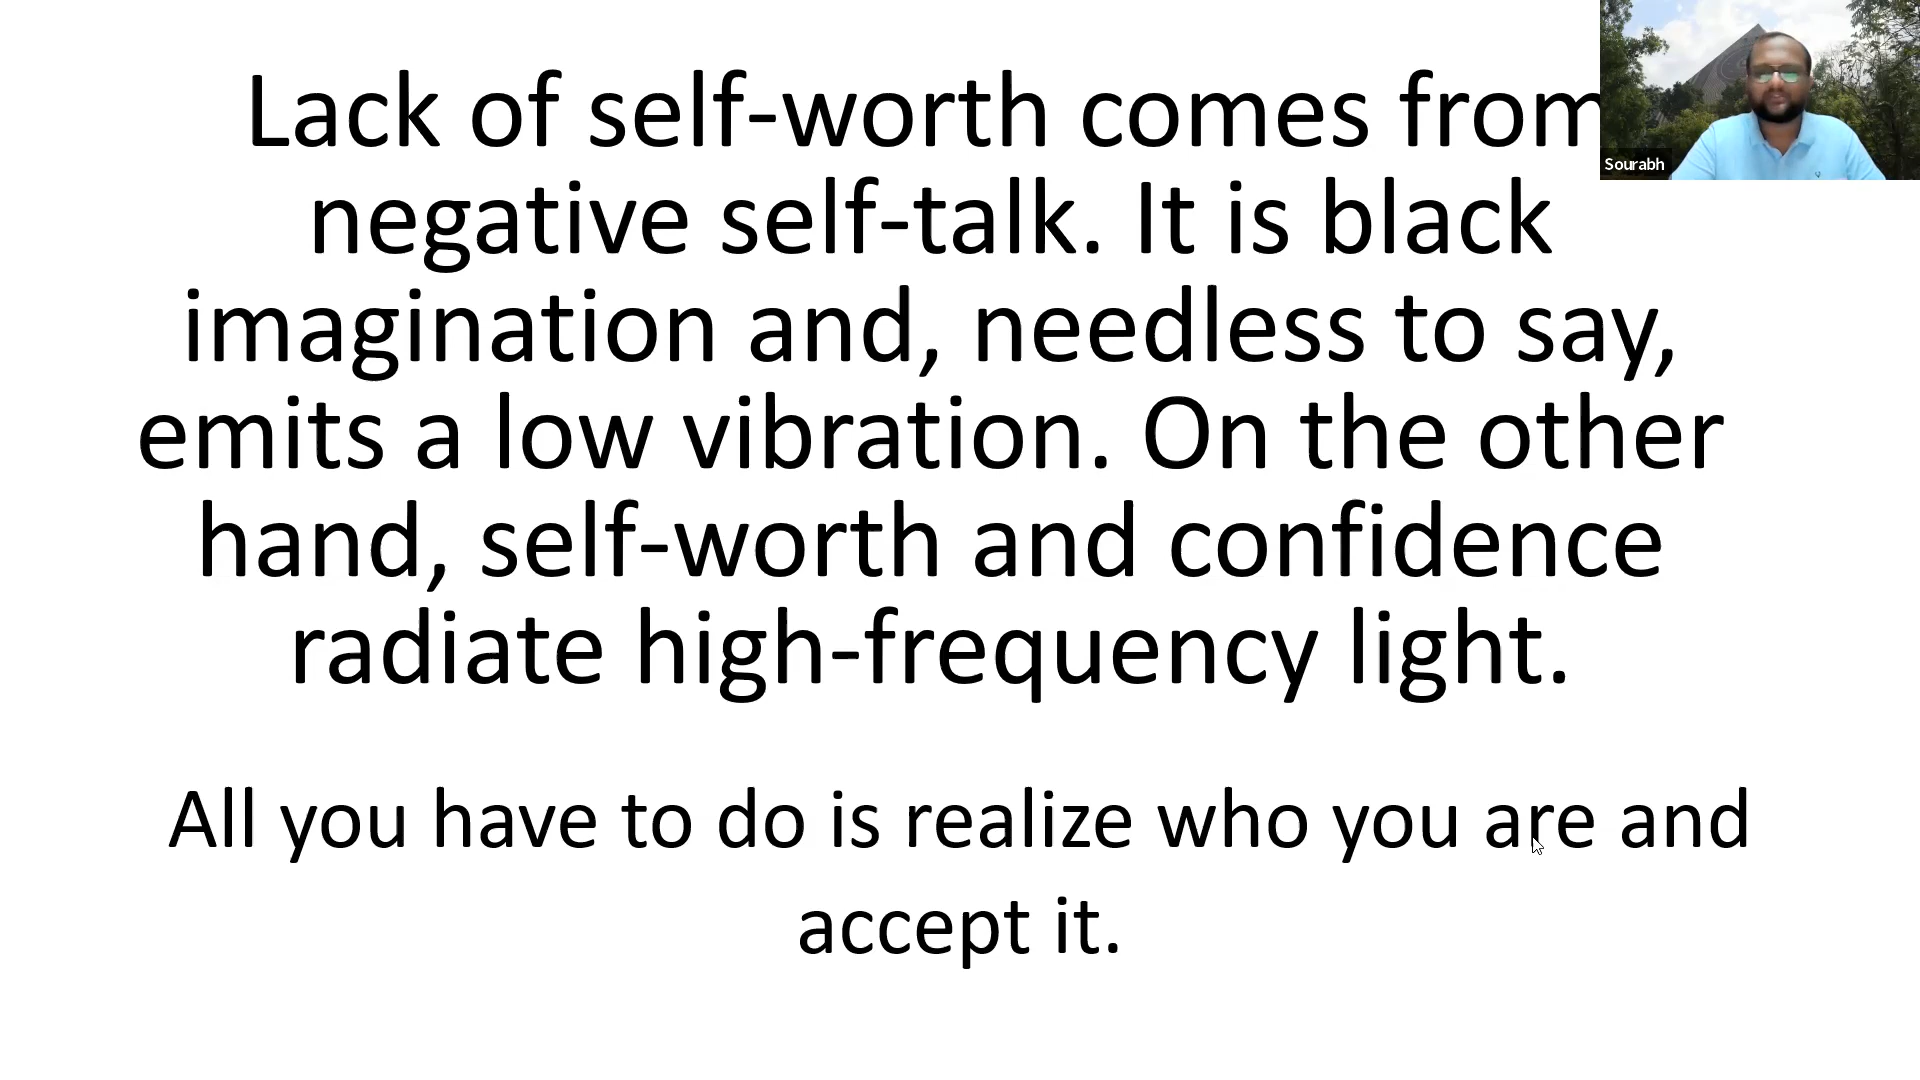 Lack of self-worth comes from
negative self-talk. It is black
imagination and, needless to say,
emits a low vibration. On the other
hand, self-worth and confidence
radiate high-frequency light.
All you have to do is realize who you are and
accept it.
Sourabh